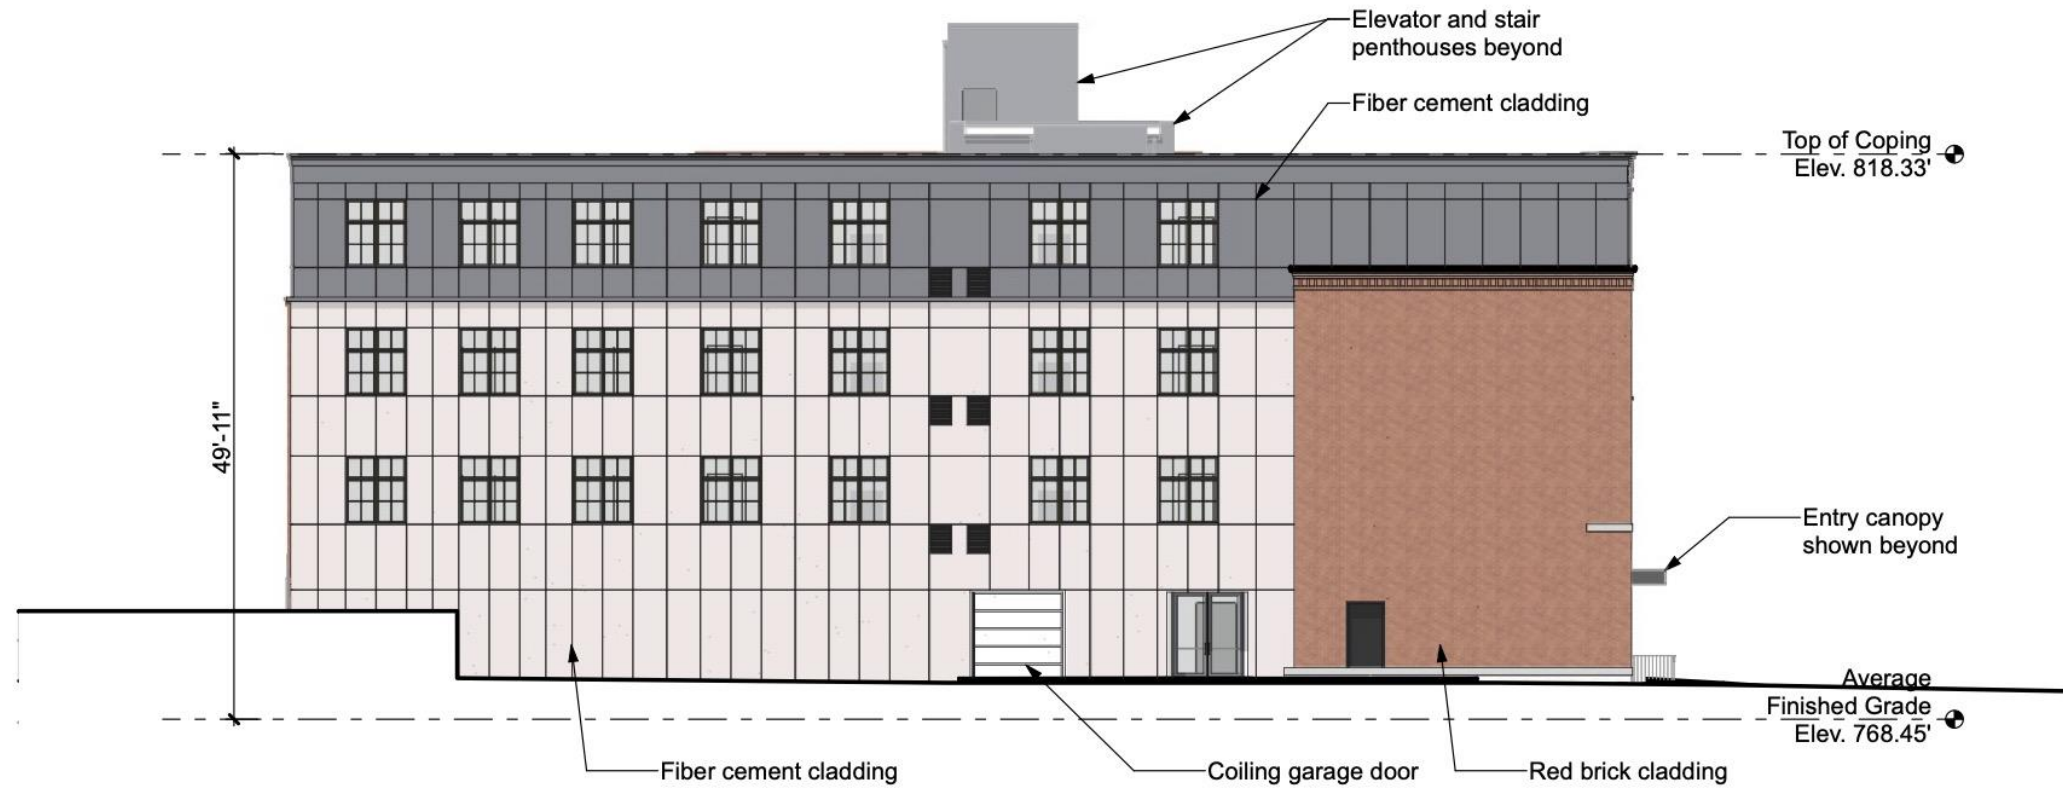 Elevator and stair
penthouses beyond
Fiber cement cladding
Top of Coping
Elev. 818.33'
49'-11"
Entry canopy
shown beyond
Average
Finished Grade
Elev. 768.45'
Fiber cement cladding
Coiling garage door
Red brick cladding